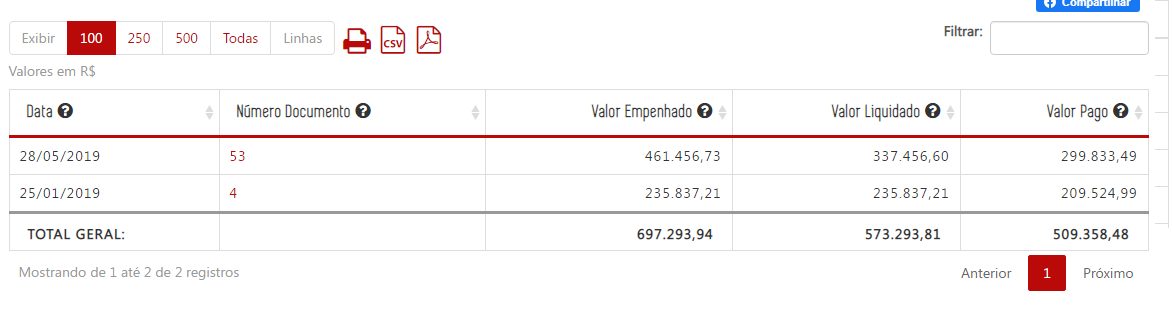 Compartilhar
Exibir 100 250 500 Todas Linhas CSV Filtrar:
Valores em R$
Data ? Número Documento ? Valor Empenhado ? Valor Liquidado ? Valor Pago ?
28/05/2019 53 461.456,73 337.456,60 299.833,49
25/01/2019 4 235.837,21 235.837,21 209.524,99
TOTAL GERAL: 697.293,94 573.293,81 509.358,48
Mostrando de 1 até 2 de 2 registros Anterior 1 Próximo